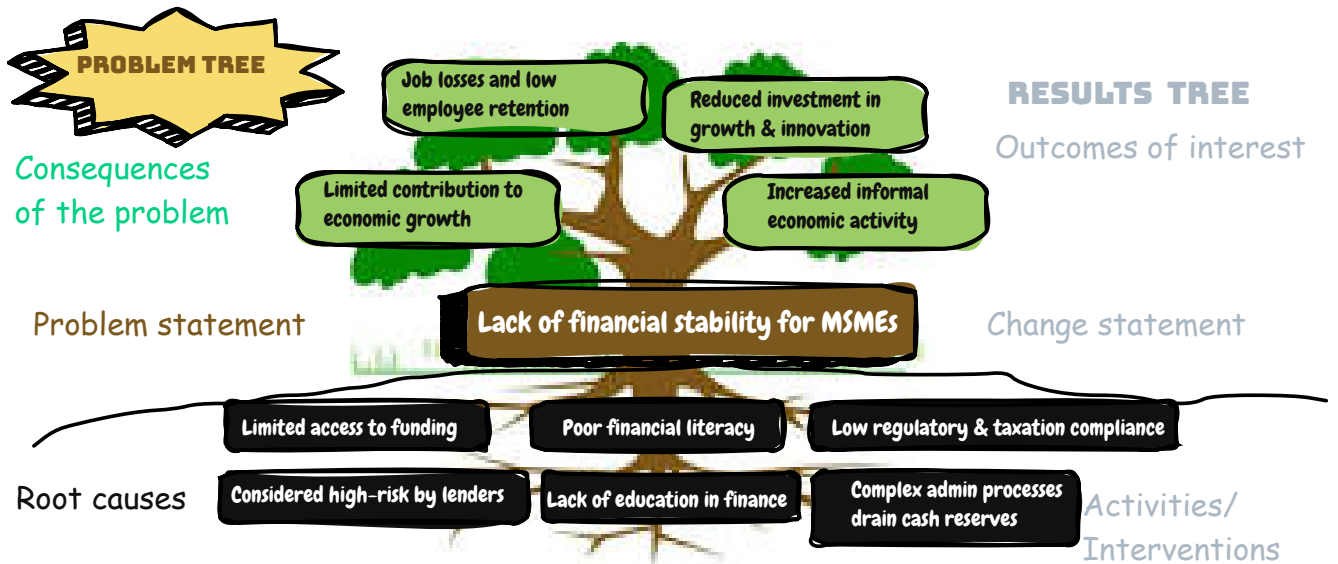 PROBLEM TREE
RESULTS TREE
Consequences
of the problem
Outcomes of interest
Job losses and low
employee retention
Reduced investment in
growth & innovation
Limited contribution to
economic growth
Increased informal
economic activity
Problem statement
Lack of financial stability for MSMEs
Change statement
Root causes
Limited access to funding
Poor financial literacy
Low regulatory & taxation compliance
Considered high-risk by lenders
Lack of education in finance
Complex admin processes
drain cash reserves
Activities/
Interventions